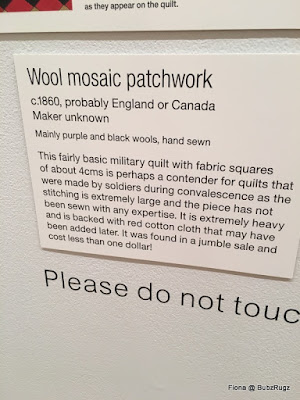 as they appear on the quilt.
Wool mosaic patchwork
c.1860, probably England or Canada
Maker unknown
Mainly purple and black wools, hand sewn
This fairly basic military quilt with fabric squares
of about 4cms is perhaps a contender for quilts that
were made by soldiers during convalescence as the
stitching is extremely large and the piece has not
been sewn with any expertise. It is extremely heavy
and is backed with red cotton cloth that may have
been added later. It was found in a jumble sale and
cost less than one dollar!
Please do not touc
Fiona @ BubzRugz